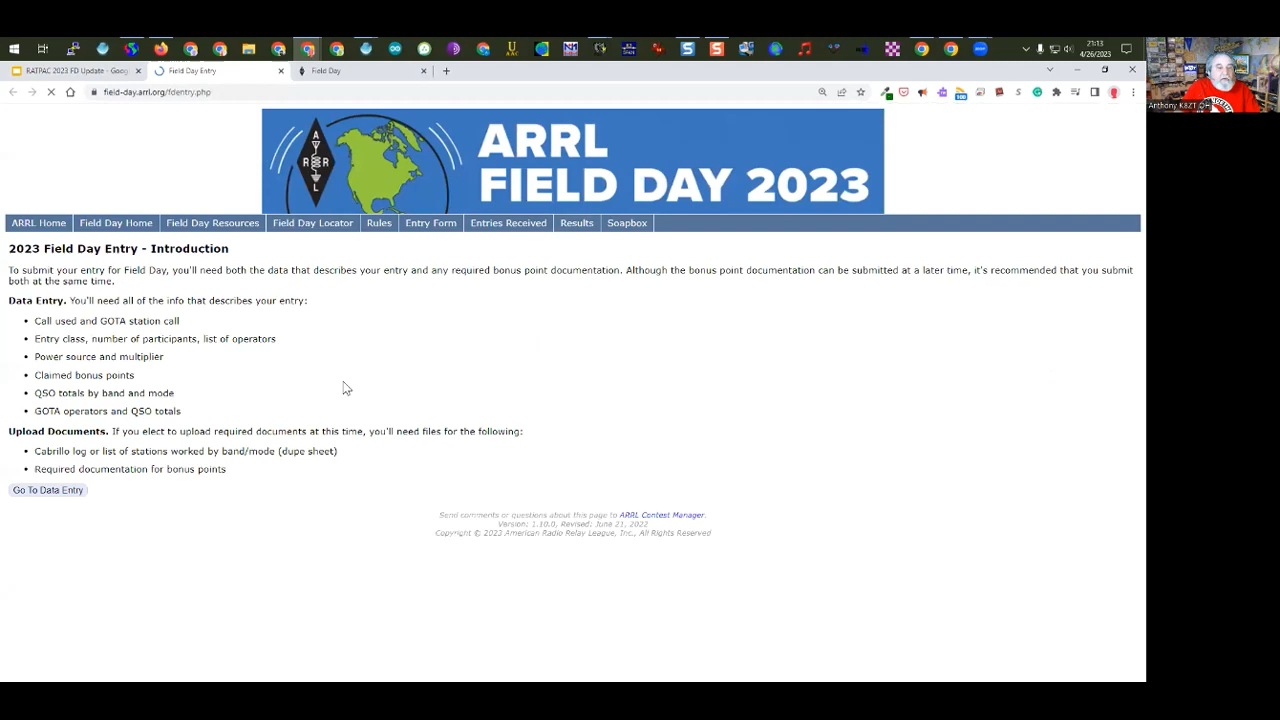 21:13
4/26/2023
RATPAC 2023 FD Update - Goog
Field Day Entry
Field Day
field-day.arrl.org/fdentry.php
Anthony K8ZT OH
ARRL
FIELD DAY 2023
A
R R
L
ARRL Home
Field Day Home
Field Day Resources
Field Day Locator
Rules
Entry Form
Entries Received
Results
Soapbox
2023 Field Day Entry - Introduction
To submit your entry for Field Day, you'll need both the data that describes your entry and any required bonus point documentation. Although the bonus point documentation can be submitted at a later time, it's recommended that you submit
both at the same time.
Data Entry. You'll need all of the info that describes your entry:
• Call used and GOTA station call
• Entry class, number of participants, list of operators
• Power source and multiplier
• Claimed bonus points
• QSO totals by band and mode
• GOTA operators and QSO totals
Upload Documents. If you elect to upload required documents at this time, you'll need files for the following:
• Cabrillo log or list of stations worked by band/mode (dupe sheet)
• Required documentation for bonus points
Go To Data Entry
Send comments or questions about this page to ARRL Contest Manager.
Version: 1.10.0, Revised: June 21, 2022
Copyright © 2023 American Radio Relay League, Inc., All Rights Reserved